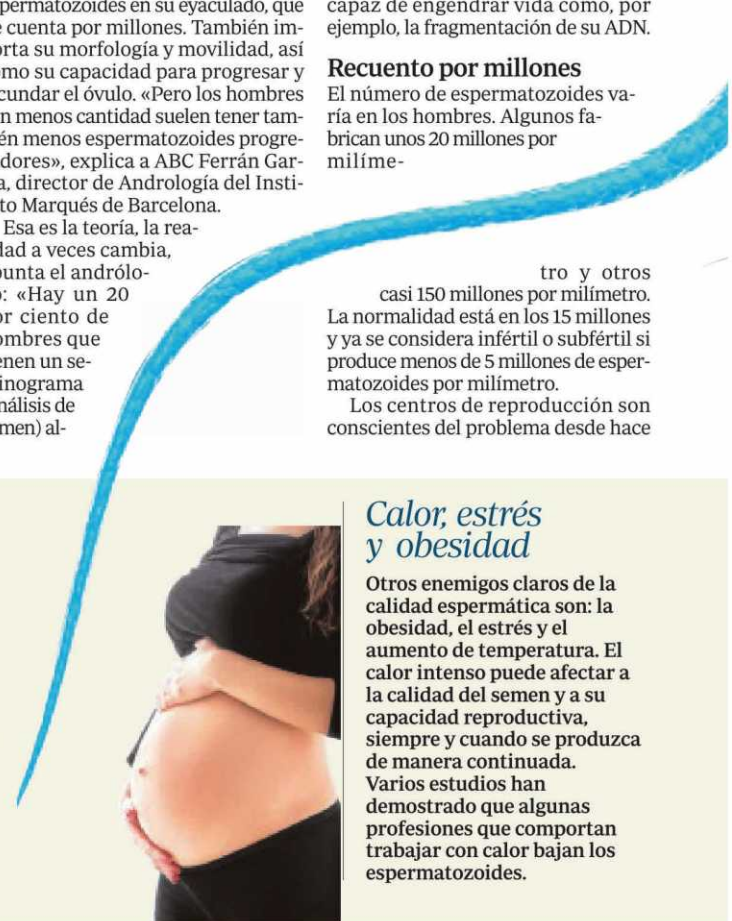 permatozoides en su eyaculado, que
e cuenta por millones. También im-
orta su morfología y movilidad, así
omo su capacidad para progresar y
cundar el óvulo. «Pero los hombres
n menos cantidad suelen tener tam-
én menos espermatozoides progre-
dores», explica a ABC Ferrán Gar-
a, director de Andrología del Insti-
to Marqués de Barcelona.
Esa es la teoría, la rea-
dad a veces cambia,
punta el andrólo-
o: «Hay un 20
or ciento de
ombres que
enen un se-
inograma
nálisis de
men) al-
capaz de engendrar vida como, por
ejemplo, la fragmentación de su ADN.
Recuento por millones
El número de espermatozoides va-
ría en los hombres. Algunos fa-
brican unos 20 millones por
milíme-
tro y otros
casi 150 millones por milímetro.
La normalidad está en los 15 millones
y ya se considera infértil o subfértil si
produce menos de 5 millones de esper-
matozoides por milímetro.
Los centros de reproducción son
conscientes del problema desde hace
Calor, estrés
y obesidad
Otros enemigos claros de la
calidad espermática son: la
obesidad, el estrés y el
aumento de temperatura. El
calor intenso puede afectar a
la calidad del semen y a su
capacidad reproductiva,
siempre y cuando se produzca
de manera continuada.
Varios estudios han
demostrado que algunas
profesiones que comportan
trabajar con calor bajan los
espermatozoides.